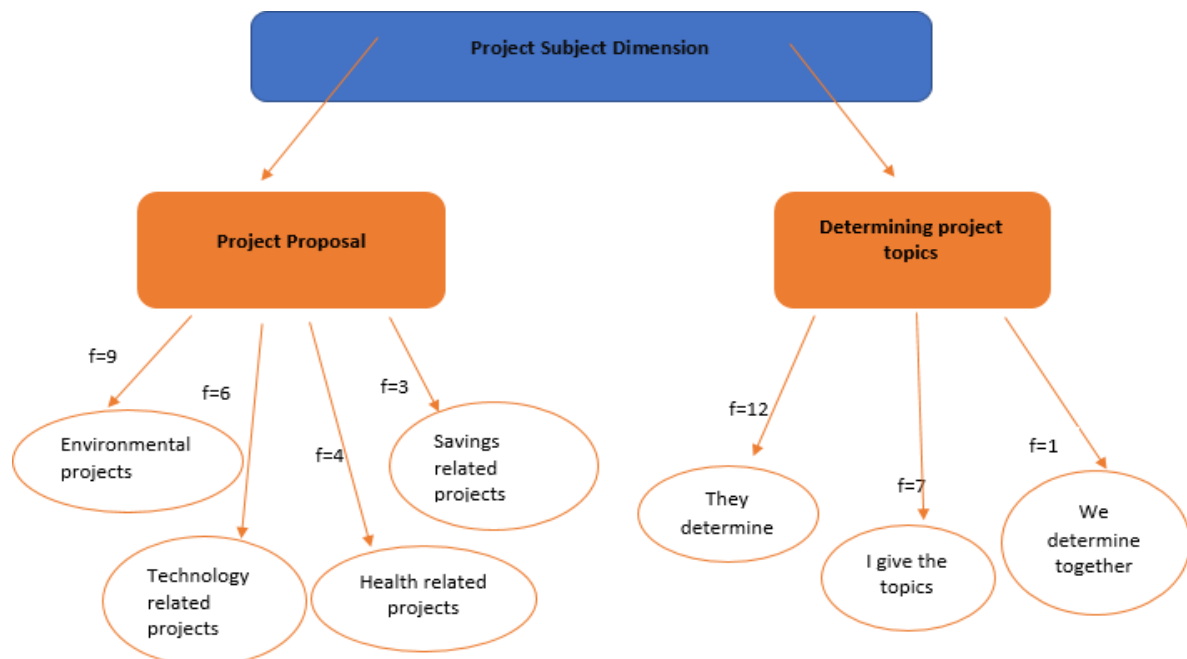 Project Subject Dimension
Project Proposal
Determining project
topics
f=9
f=6
f=4
f=3
Environmental
projects
Technology
related
projects
Health related
projects
Savings
related
projects
f=12
f=7
f=1
They
determine
I give the
topics
We
determine
together